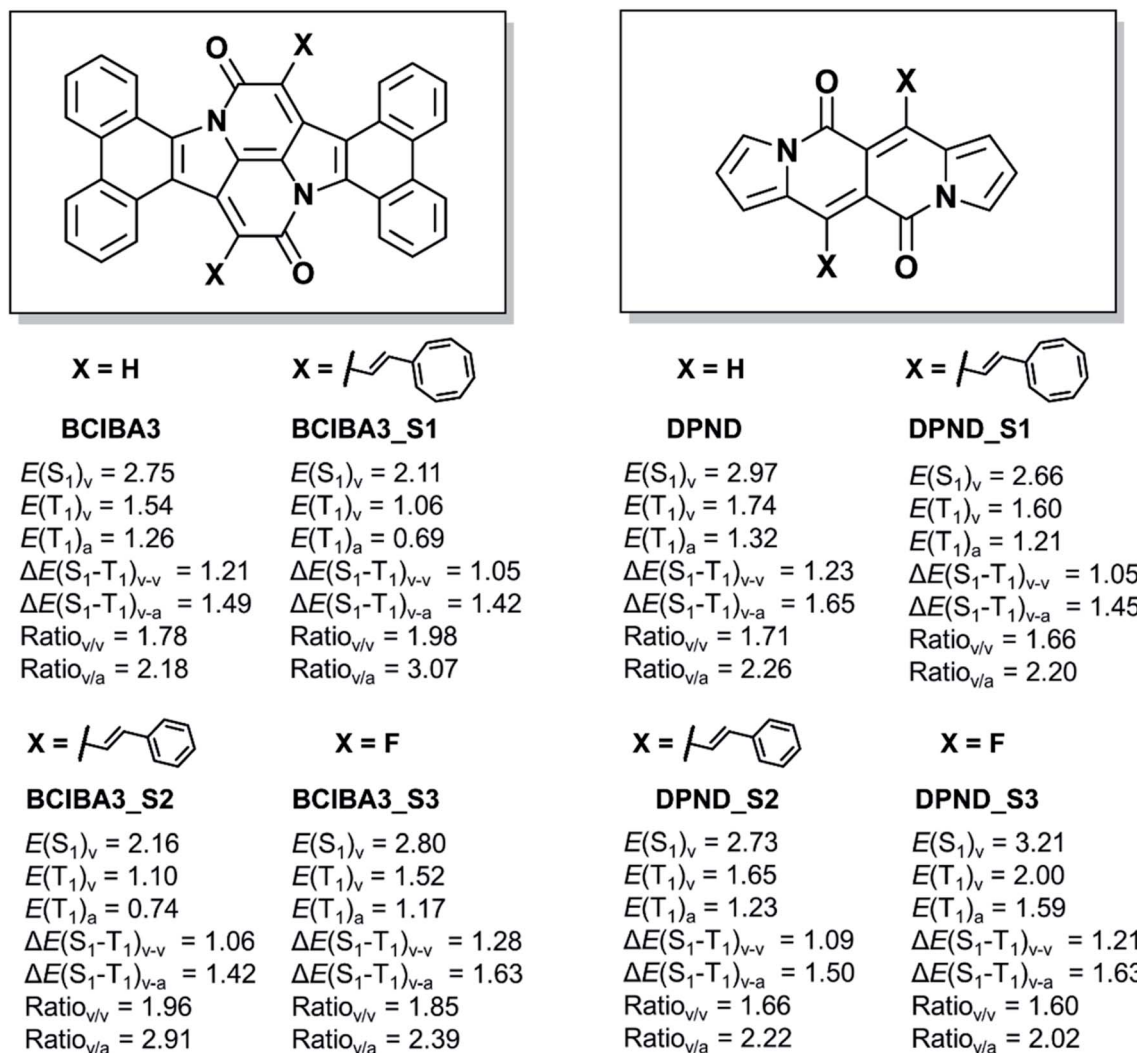 O X
N
N
X O
O X
N
N
X O
X = H
X =
BCIBA3
BCIBA3_S1
E(S₁)ᵥ = 2.75
E(T₁)ᵥ = 1.54
E(T₁)ₐ = 1.26
ΔE(S₁-T₁)ᵥ₋ᵥ = 1.21
ΔE(S₁-T₁)ᵥ₋ₐ = 1.49
Ratioᵥ/ᵥ = 1.78
Ratioᵥ/ₐ = 2.18
E(S₁)ᵥ = 2.11
E(T₁)ᵥ = 1.06
E(T₁)ₐ = 0.69
ΔE(S₁-T₁)ᵥ₋ᵥ = 1.05
ΔE(S₁-T₁)ᵥ₋ₐ = 1.42
Ratioᵥ/ᵥ = 1.98
Ratioᵥ/ₐ = 3.07
X = H
X =
DPND
DPND_S1
E(S₁)ᵥ = 2.97
E(T₁)ᵥ = 1.74
E(T₁)ₐ = 1.32
ΔE(S₁-T₁)ᵥ₋ᵥ = 1.23
ΔE(S₁-T₁)ᵥ₋ₐ = 1.65
Ratioᵥ/ᵥ = 1.71
Ratioᵥ/ₐ = 2.26
E(S₁)ᵥ = 2.66
E(T₁)ᵥ = 1.60
E(T₁)ₐ = 1.21
ΔE(S₁-T₁)ᵥ₋ᵥ = 1.05
ΔE(S₁-T₁)ᵥ₋ₐ = 1.45
Ratioᵥ/ᵥ = 1.66
Ratioᵥ/ₐ = 2.20
X =
X = F
BCIBA3_S2
BCIBA3_S3
E(S₁)ᵥ = 2.16
E(T₁)ᵥ = 1.10
E(T₁)ₐ = 0.74
ΔE(S₁-T₁)ᵥ₋ᵥ = 1.06
ΔE(S₁-T₁)ᵥ₋ₐ = 1.42
Ratioᵥ/ᵥ = 1.96
Ratioᵥ/ₐ = 2.91
E(S₁)ᵥ = 2.80
E(T₁)ᵥ = 1.52
E(T₁)ₐ = 1.17
ΔE(S₁-T₁)ᵥ₋ᵥ = 1.28
ΔE(S₁-T₁)ᵥ₋ₐ = 1.63
Ratioᵥ/ᵥ = 1.85
Ratioᵥ/ₐ = 2.39
X =
X = F
DPND_S2
DPND_S3
E(S₁)ᵥ = 2.73
E(T₁)ᵥ = 1.65
E(T₁)ₐ = 1.23
ΔE(S₁-T₁)ᵥ₋ᵥ = 1.09
ΔE(S₁-T₁)ᵥ₋ₐ = 1.50
Ratioᵥ/ᵥ = 1.66
Ratioᵥ/ₐ = 2.22
E(S₁)ᵥ = 3.21
E(T₁)ᵥ = 2.00
E(T₁)ₐ = 1.59
ΔE(S₁-T₁)ᵥ₋ᵥ = 1.21
ΔE(S₁-T₁)ᵥ₋ₐ = 1.63
Ratioᵥ/ᵥ = 1.60
Ratioᵥ/ₐ = 2.02